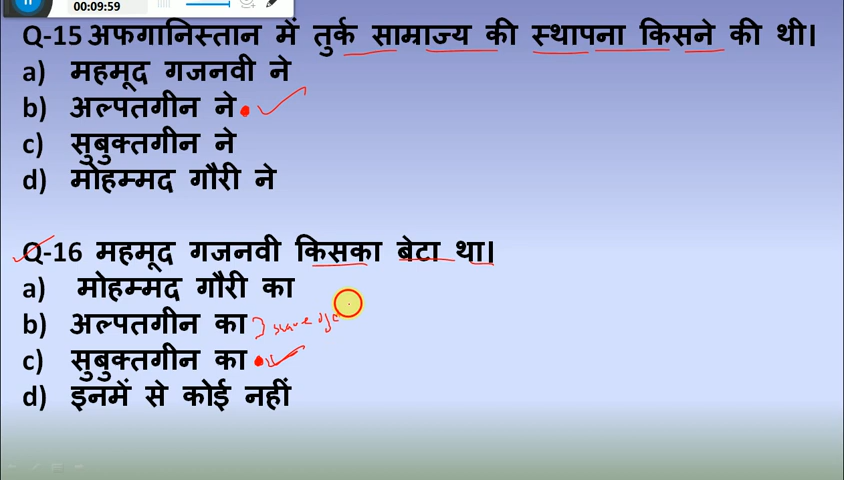 00:09:59
Q-15 अफगानिस्तान में तुर्क साम्राज्य की स्थापना किसने की थी।
a) महमूद गजनवी ने
b) अल्पतगीन ने
c) सुबुक्तगीन ने
d) मोहम्मद गौरी ने
Q-16 महमूद गजनवी किसका बेटा था।
a) मोहम्मद गौरी का
b) अल्पतगीन का
c) सुबुक्तगीन का
d) इनमें से कोई नहीं